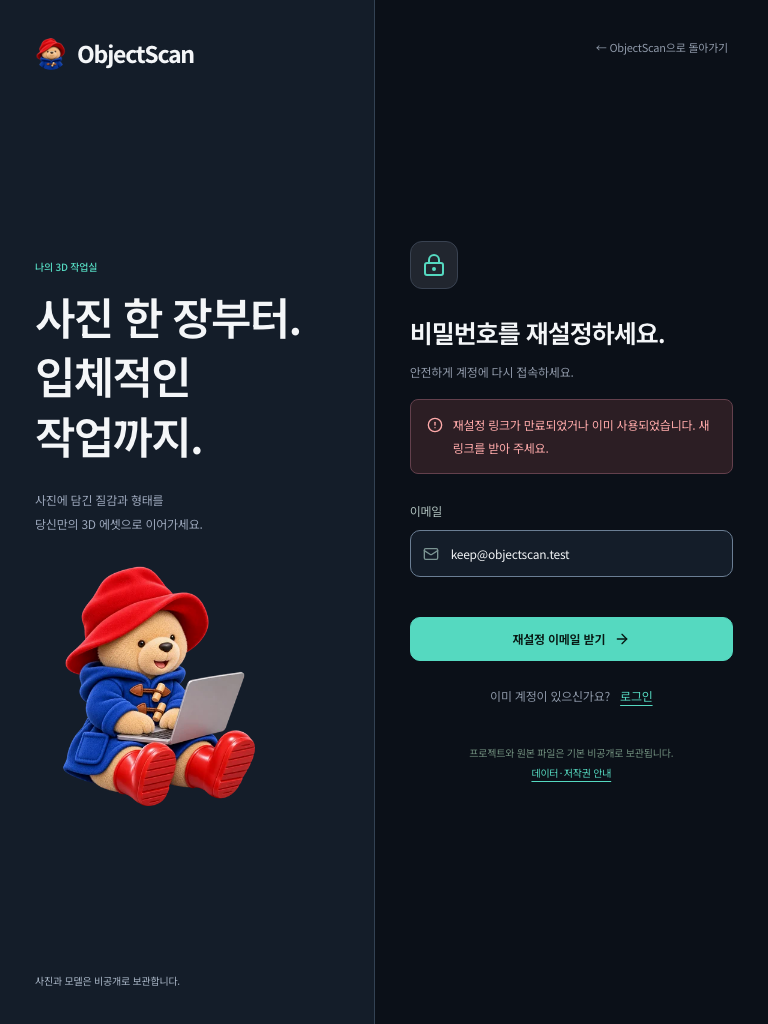 ObjectScan
← ObjectScan으로 돌아가기
나의 3D 작업실
사진 한 장부터.
입체적인
작업까지.
사진에 담긴 질감과 형태를
당신만의 3D 에셋으로 이어가세요.
사진과 모델은 비공개로 보관합니다.
비밀번호를 재설정하세요.
안전하게 계정에 다시 접속하세요.
재설정 링크가 만료되었거나 이미 사용되었습니다. 새
링크를 받아 주세요.
이메일
keep@objectscan.test
재설정 이메일 받기 →
이미 계정이 있으신가요? 로그인
프로젝트와 원본 파일은 기본 비공개로 보관됩니다.
데이터·저작권 안내